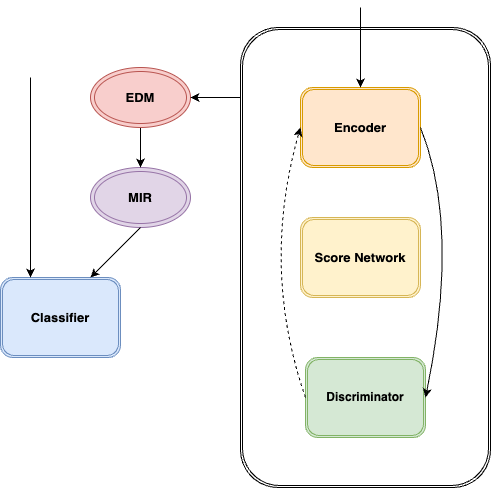 EDM
Encoder
MIR
Score Network
Classifier
Discriminator